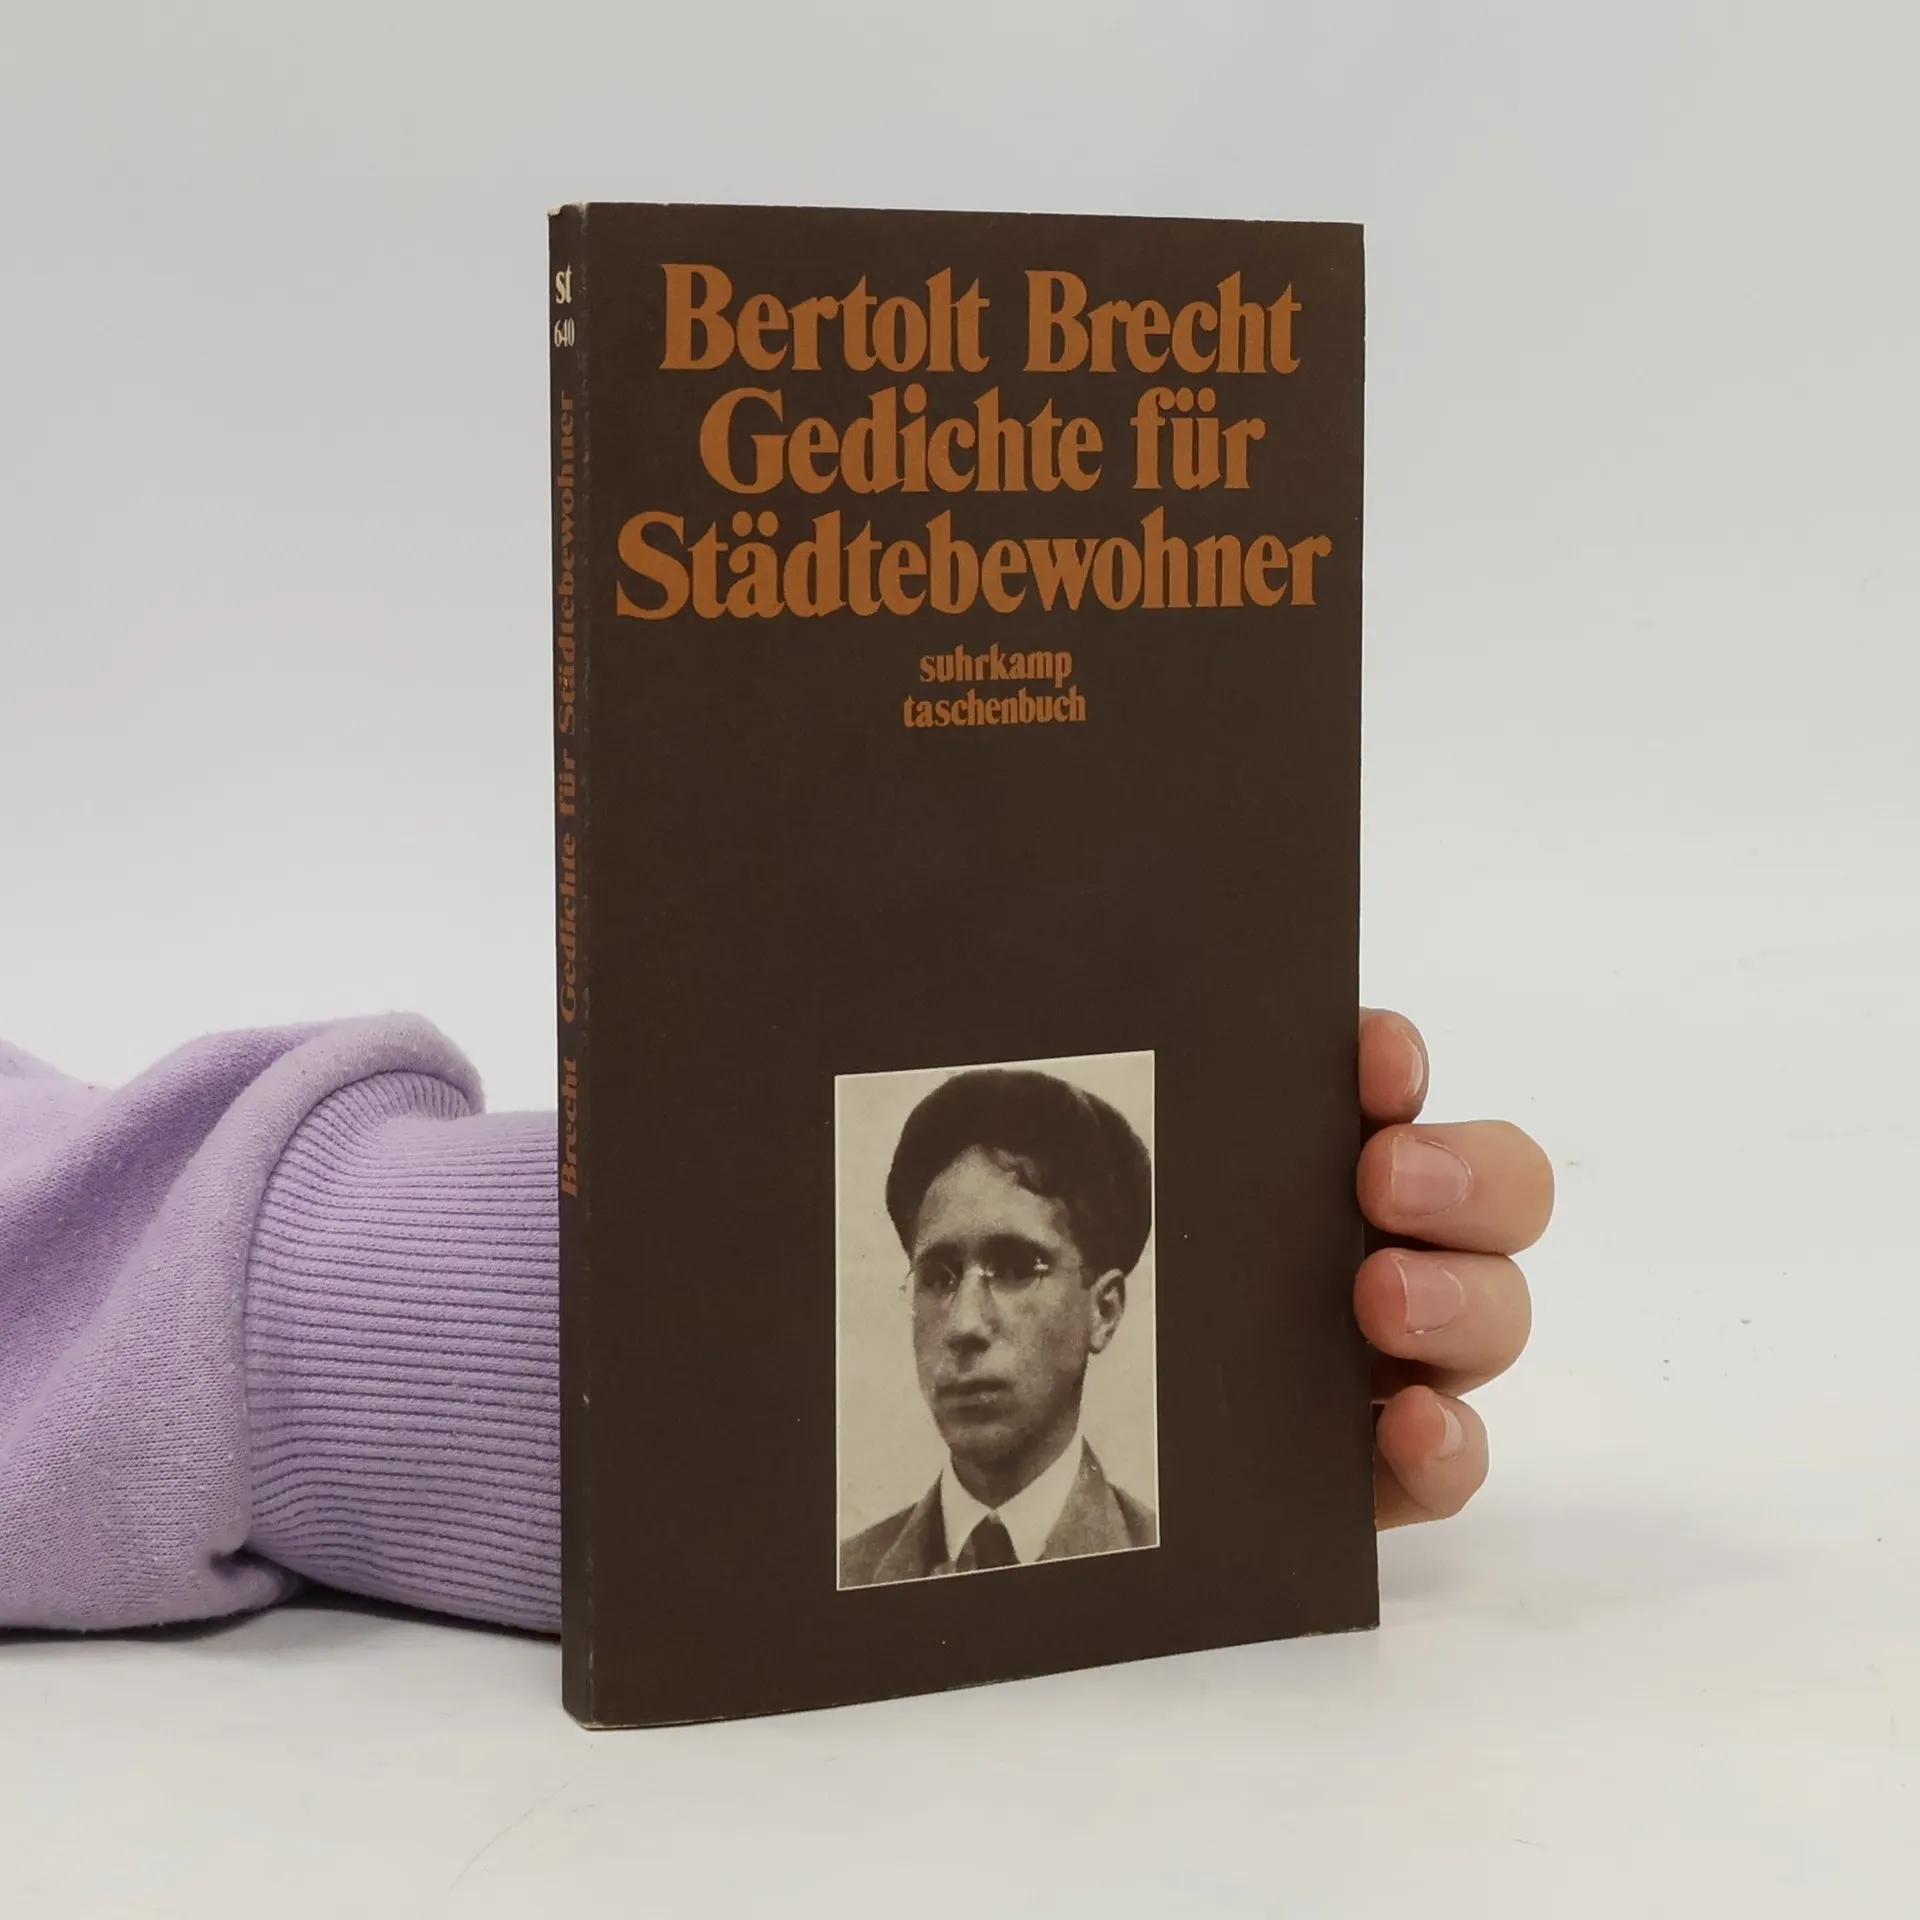 Bertolt Brecht
Gedichte für
Städtebewohner
suhrkamp
taschenbuch
st
640
Brecht Gedichte für Städtebewohner